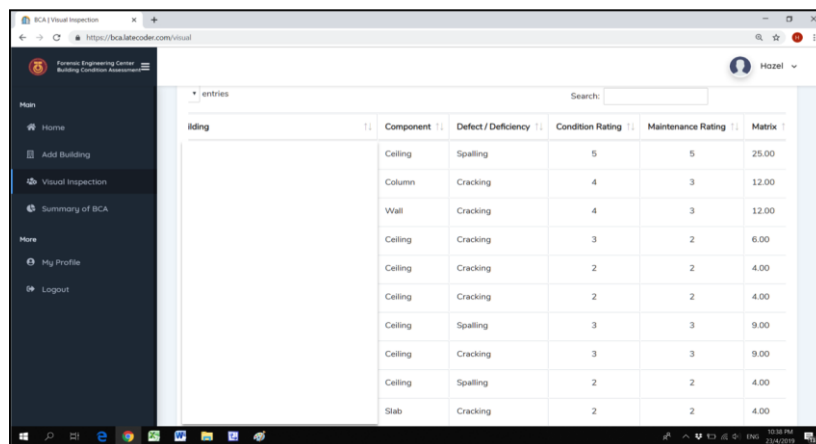 BCA | Visual Inspection
https://bca.latecoder.com/visual
Forensic Engineering Center
Building Condition Assessment
Hazel
Main
Home
Add Building
Visual Inspection
Summary of BCA
More
My Profile
Logout
entries
Search:
ilding Component Defect / Deficiency Condition Rating Maintenance Rating Matrix
Ceiling Spalling 5 5 25.00
Column Cracking 4 3 12.00
Wall Cracking 4 3 12.00
Ceiling Cracking 3 2 6.00
Ceiling Cracking 2 2 4.00
Ceiling Cracking 2 2 4.00
Ceiling Spalling 3 3 9.00
Ceiling Cracking 3 3 9.00
Ceiling Spalling 2 2 4.00
Slab Cracking 2 2 4.00
ENG
10:38 PM
23/4/2019